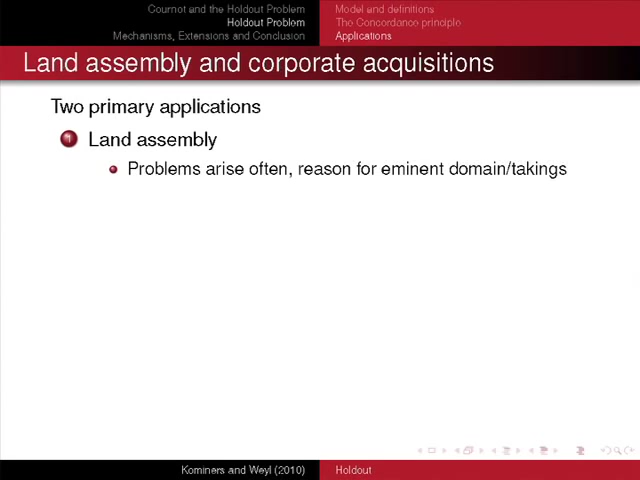 Cournot and the Holdout Problem
Holdout Problem
Mechanisms, Extensions and Conclusion
Model and definitions
The Concordance principle
Applications
Land assembly and corporate acquisitions
Two primary applications
1 Land assembly
Problems arise often, reason for eminent domain/takings
Kominers and Weyl (2010)
Holdout